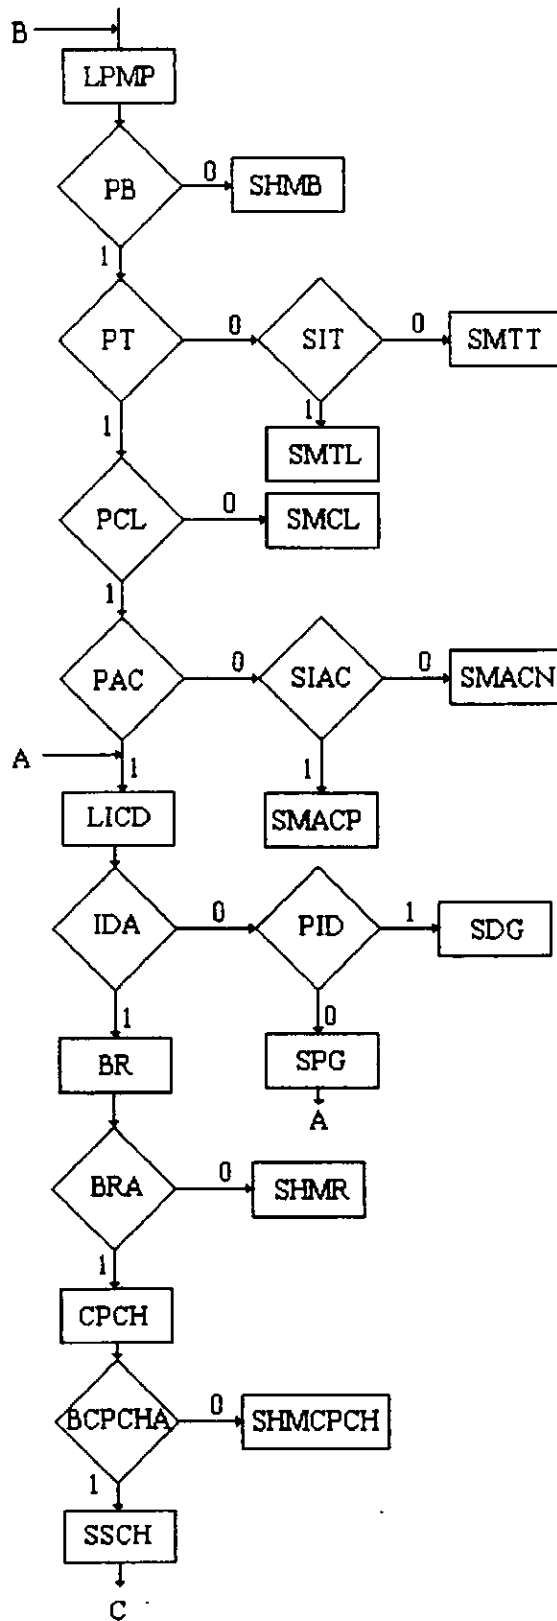 B
LPMP
PB 0 SHMB
1
PT 0 SIT 0 SMTT
1 1
SMTL
PCL 0 SMCL
1
PAC 0 SIAC 0 SMACN
A 1 1
LICD SMACP
IDA 0 PID 1 SDG
1 0
BR SPG
A
BRA 0 SHMR
1
CPCH
BCPCHA 0 SHMCPCH
1
SSCH
C